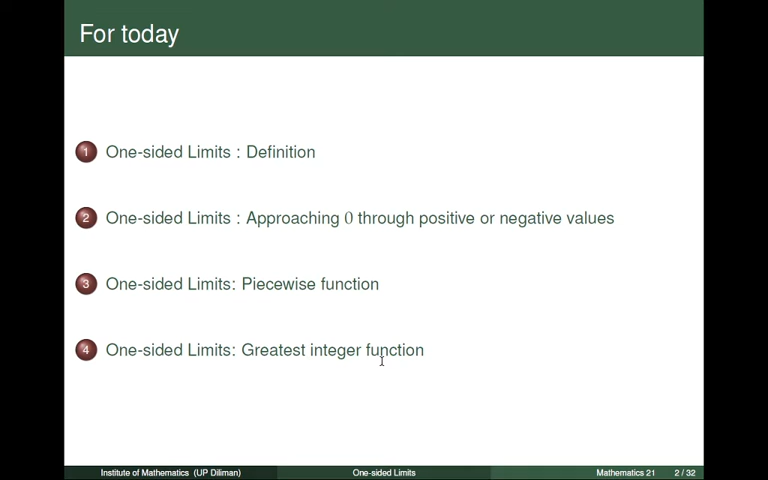 For today
1 One-sided Limits : Definition
2 One-sided Limits : Approaching 0 through positive or negative values
3 One-sided Limits: Piecewise function
4 One-sided Limits: Greatest integer function
Institute of Mathematics (UP Diliman) One-sided Limits Mathematics 21 2 / 32